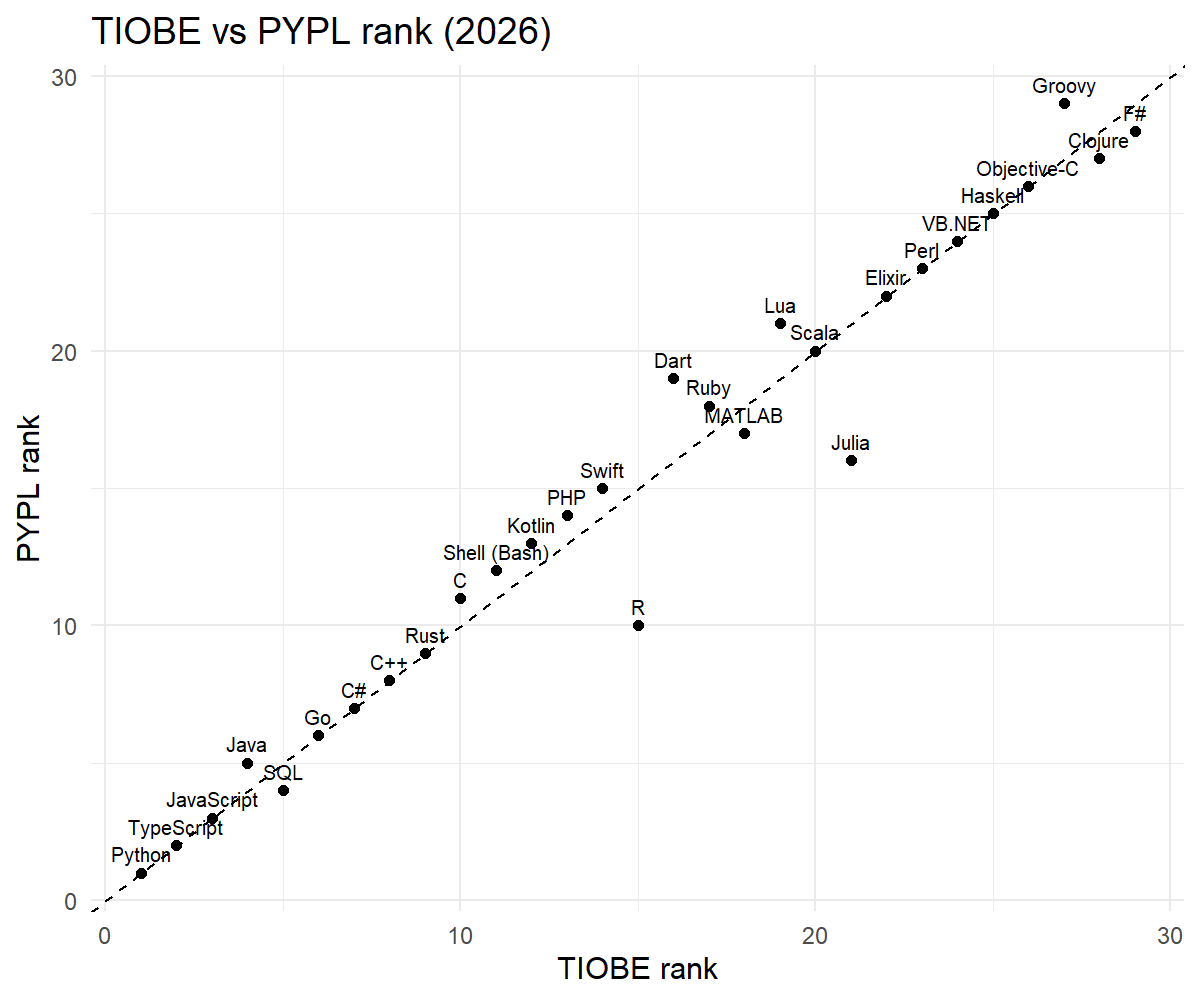 TIOBE vs PYPL rank (2026)
30
Groovy
F#
Clojure
Objective-C
Haskell
VB.NET
Perl
Elixir
Lua
Scala
20
Dart
Ruby
MATLAB
Julia
Swift
PHP
Kotlin
Shell (Bash)
C
R
10
Rust
C++
C#
Go
Java
SQL
JavaScript
TypeScript
Python
0
PYPL rank
0 10 20 30
TIOBE rank